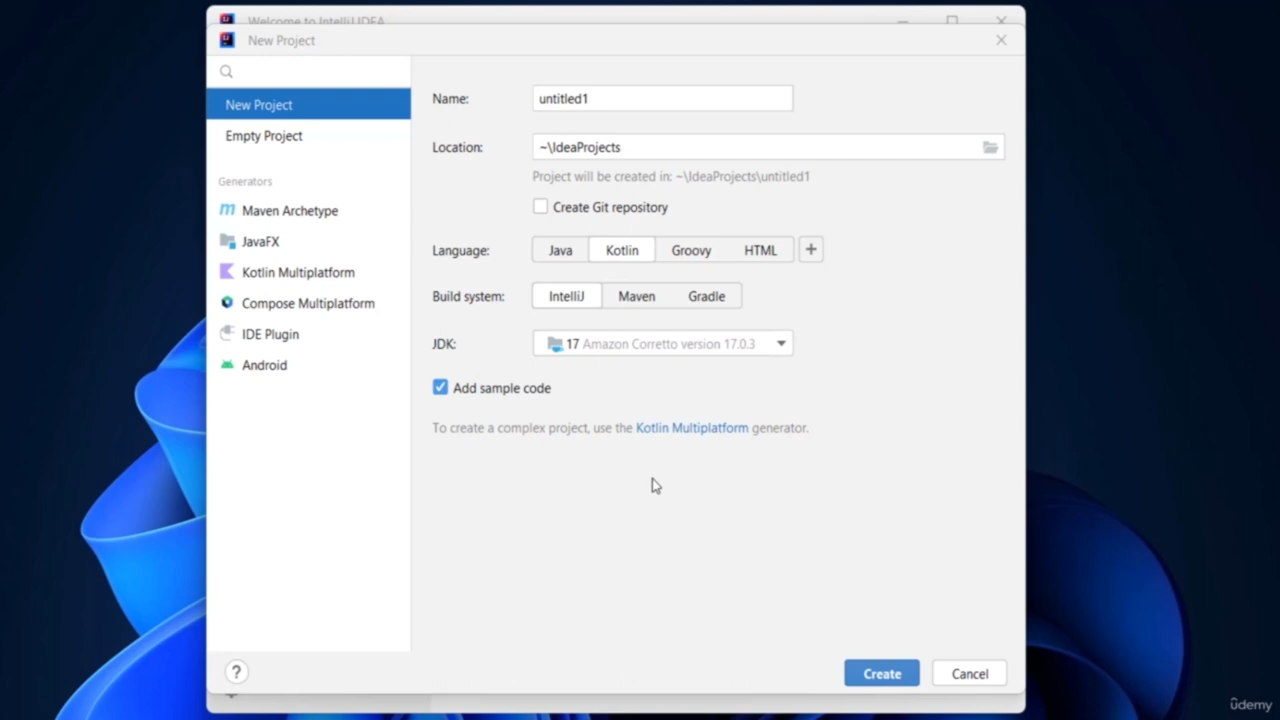 Welcome to IntelliJ IDEA
New Project
New Project
Empty Project
Generators
Maven Archetype
JavaFX
Kotlin Multiplatform
Compose Multiplatform
IDE Plugin
Android
Name: untitled1
Location: ~\IdeaProjects
Project will be created in: ~\IdeaProjects\untitled1
Create Git repository
Language: Java Kotlin Groovy HTML +
Build system: IntelliJ Maven Gradle
JDK: 17 Amazon Corretto version 17.0.3
Add sample code
To create a complex project, use the Kotlin Multiplatform generator.
? Create Cancel
ûdemy